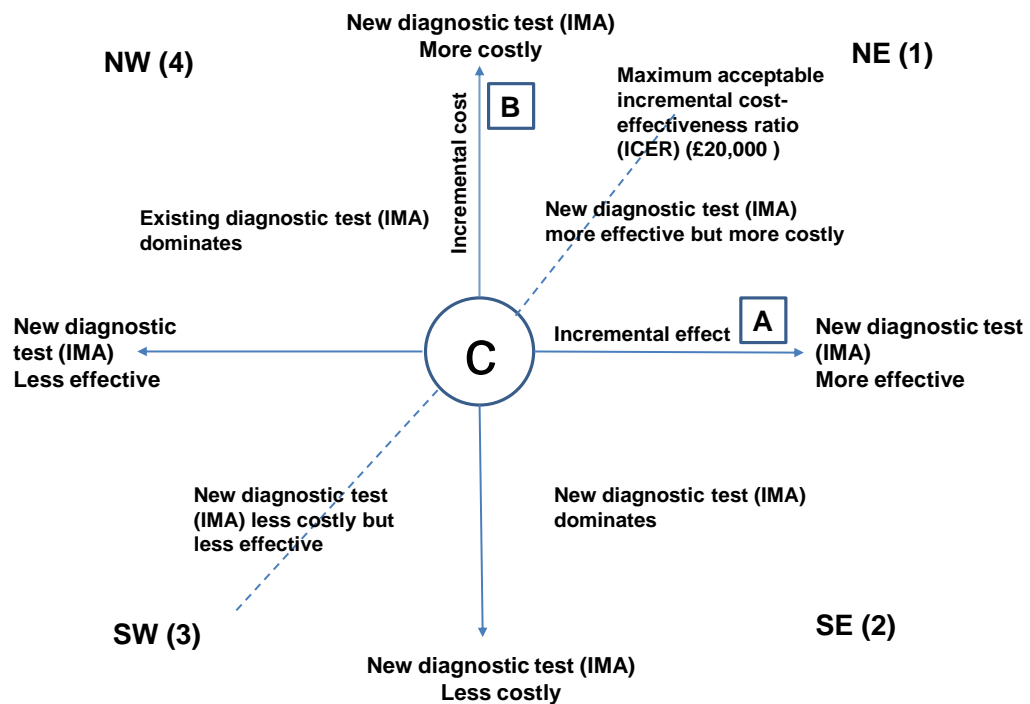 New diagnostic test (IMA)
More costly
NW (4)
NE (1)
Maximum acceptable
incremental cost-
effectiveness ratio
(ICER) (£20,000 )
B
Incremental cost
Existing diagnostic test (IMA)
dominates
New diagnostic test (IMA)
more effective but more costly
New diagnostic
test (IMA)
Less effective
C
Incremental effect
A
New diagnostic test
(IMA)
More effective
New diagnostic test
(IMA) less costly but
less effective
New diagnostic test (IMA)
dominates
SW (3)
SE (2)
New diagnostic test (IMA)
Less costly